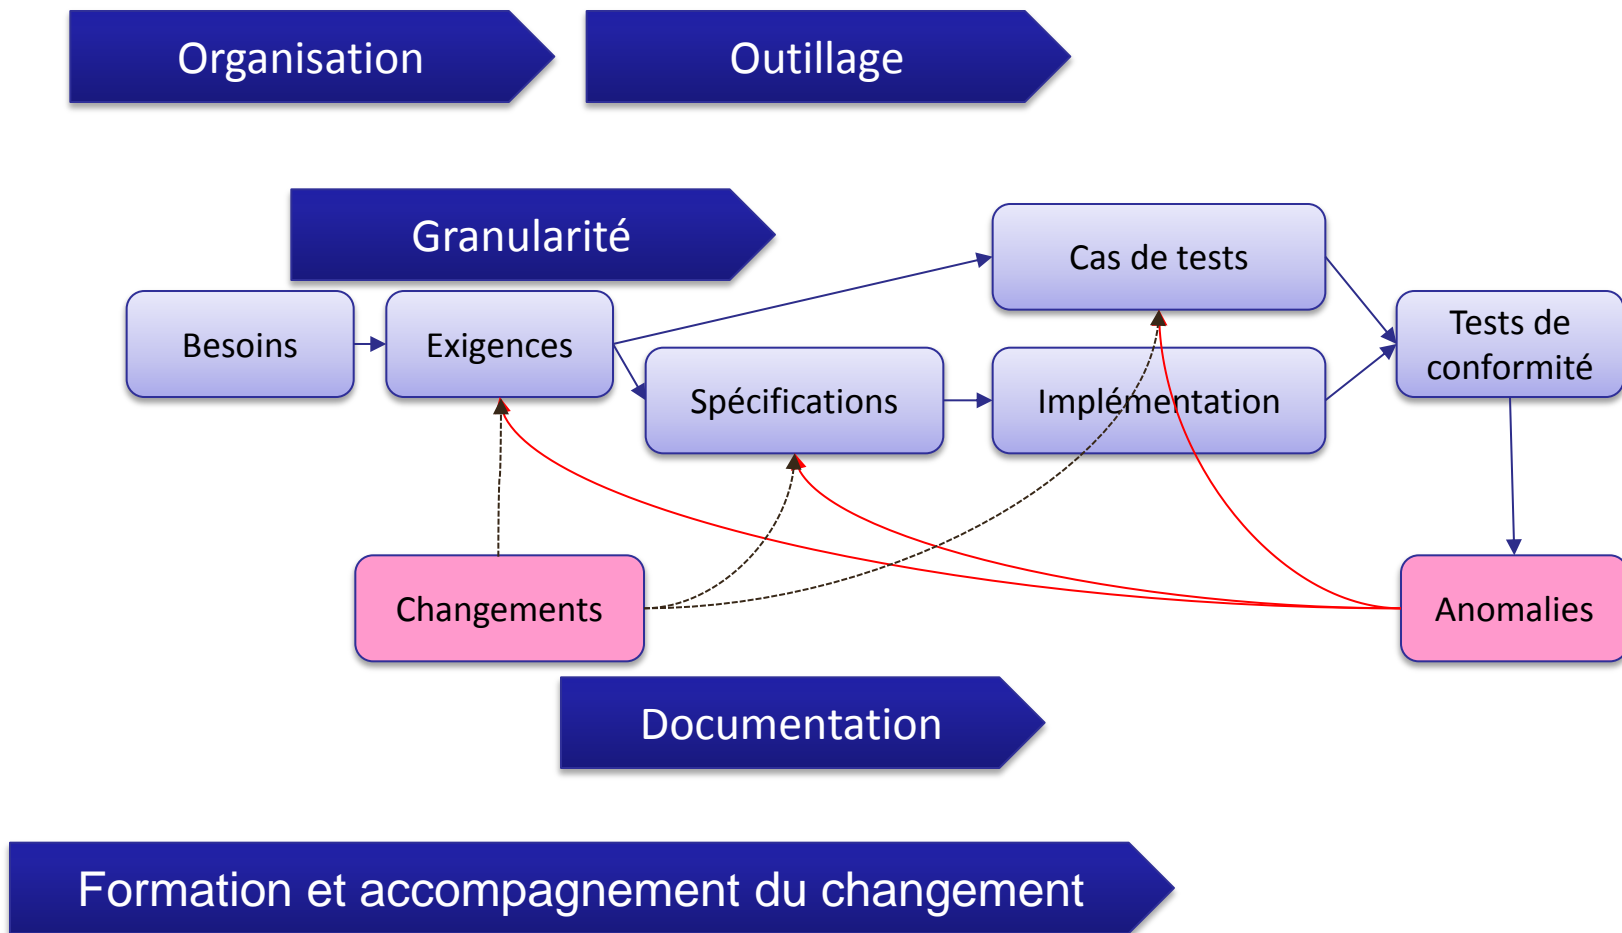 Organisation
Outillage
Granularité
Cas de tests
Besoins
Exigences
Tests de
conformité
Spécifications
Implémentation
Changements
Anomalies
Documentation
Formation et accompagnement du changement